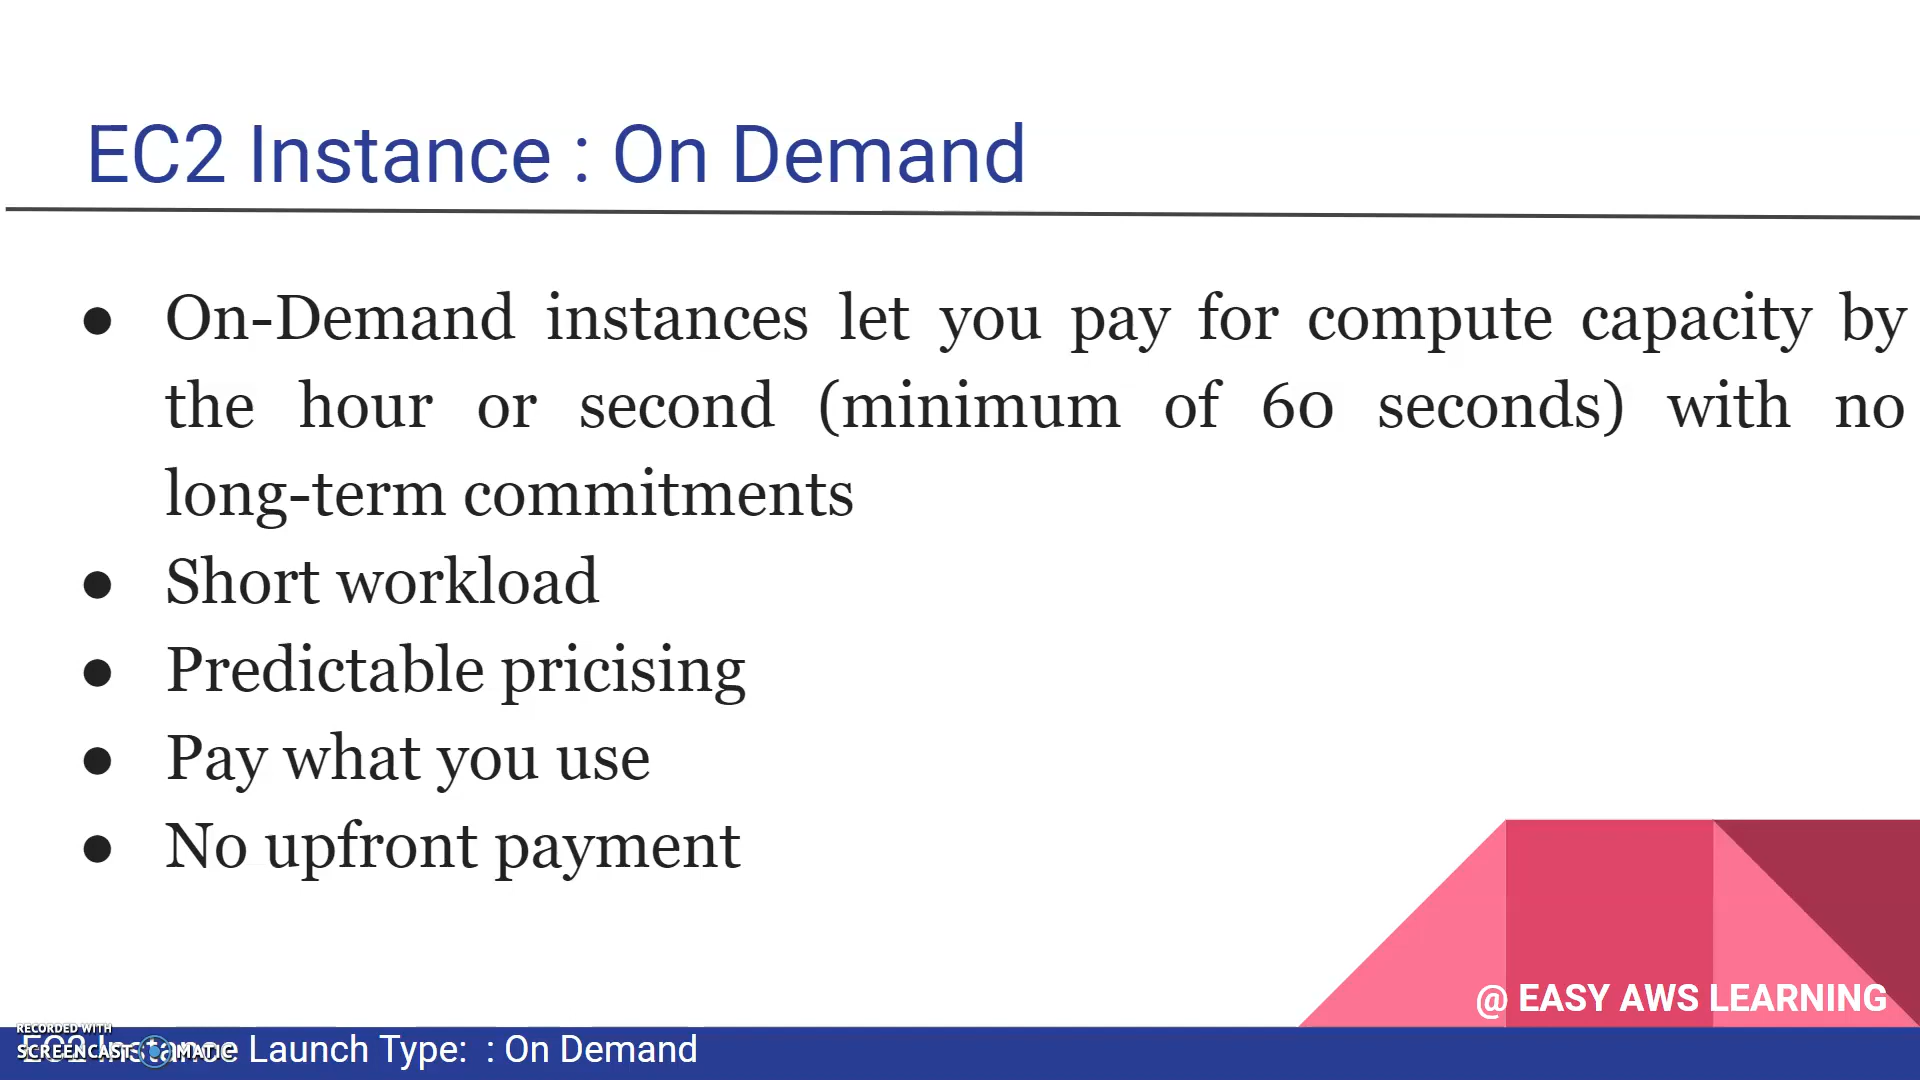 EC2 Instance : On Demand
● On-Demand instances let you pay for compute capacity by
the hour or second (minimum of 60 seconds) with no
long-term commitments
● Short workload
● Predictable pricising
● Pay what you use
● No upfront payment
@ EASY AWS LEARNING
RECORDED WITH
SCREENCAST MATIC
EC2 Instance Launch Type: : On Demand